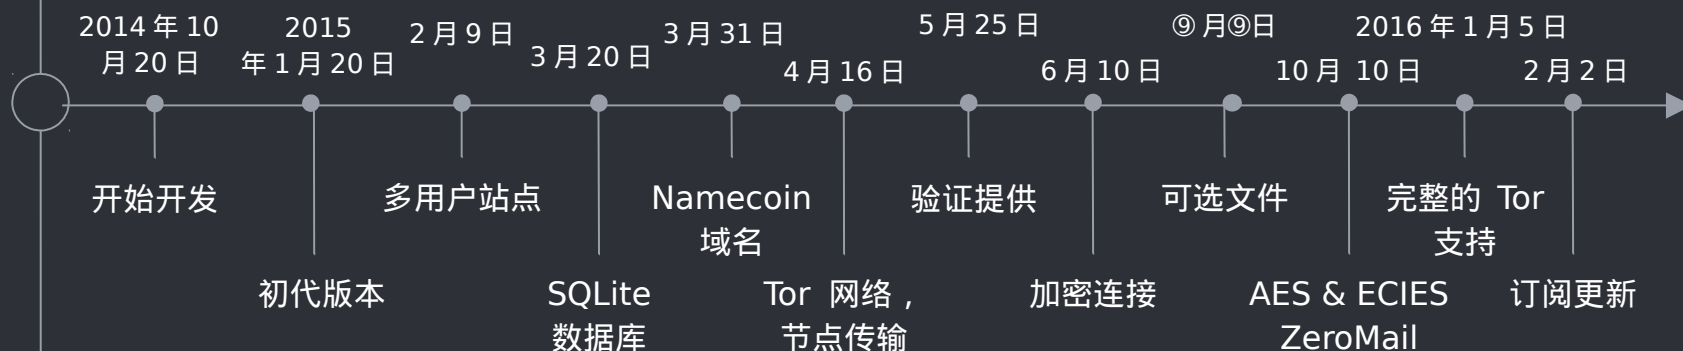 2014 年 10
月 20 日
2015
年 1 月 20 日
2 月 9 日
3 月 20 日
3 月 31 日
4 月 16 日
5 月 25 日
6 月 10 日
⑨ 月⑨日
10 月 10 日
2016 年 1 月 5 日
2 月 2 日
开始开发
初代版本
多用户站点
SQLite
数据库
Namecoin
域名
Tor 网络 ,
节点传输
验证提供
加密连接
可选文件
AES & ECIES
ZeroMail
完整的 Tor
支持
订阅更新